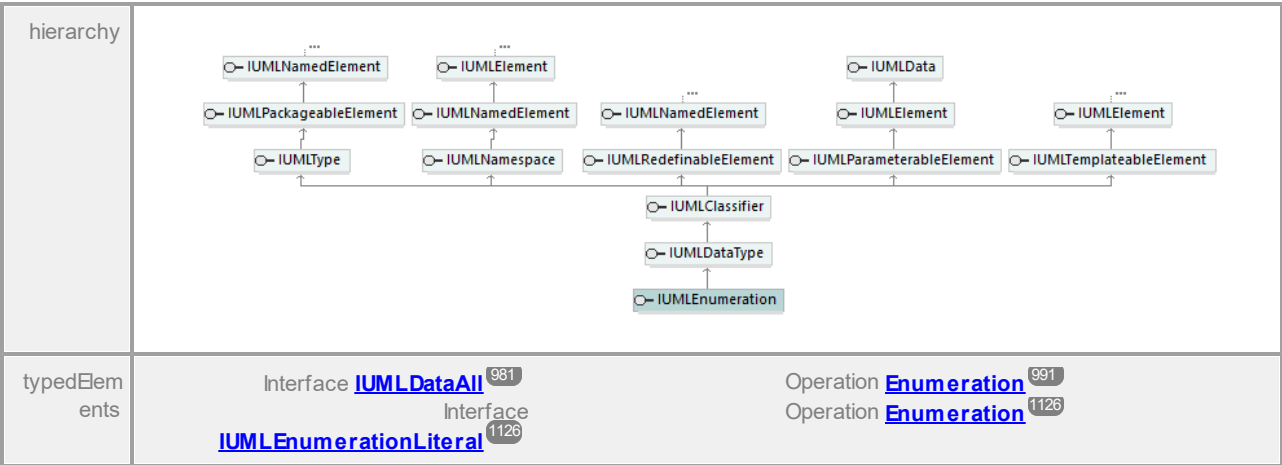 hierarchy
... ... ... ...
IUMLNamedElement IUMLElement IUMLData
IUMLPackageableElement IUMLNamedElement IUMLNamedElement IUMLElement IUMLElement
IUMLType IUMLNamespace IUMLRedefinableElement IUMLParameterableElement IUMLTemplateableElement
IUMLClassifier
IUMLDataType
IUMLEnumeration
typedElem
ents
Interface IUMLDataAll 981 Operation Enumeration 991
Interface Operation Enumeration 1126
IUMLEnumerationLiteral 1126